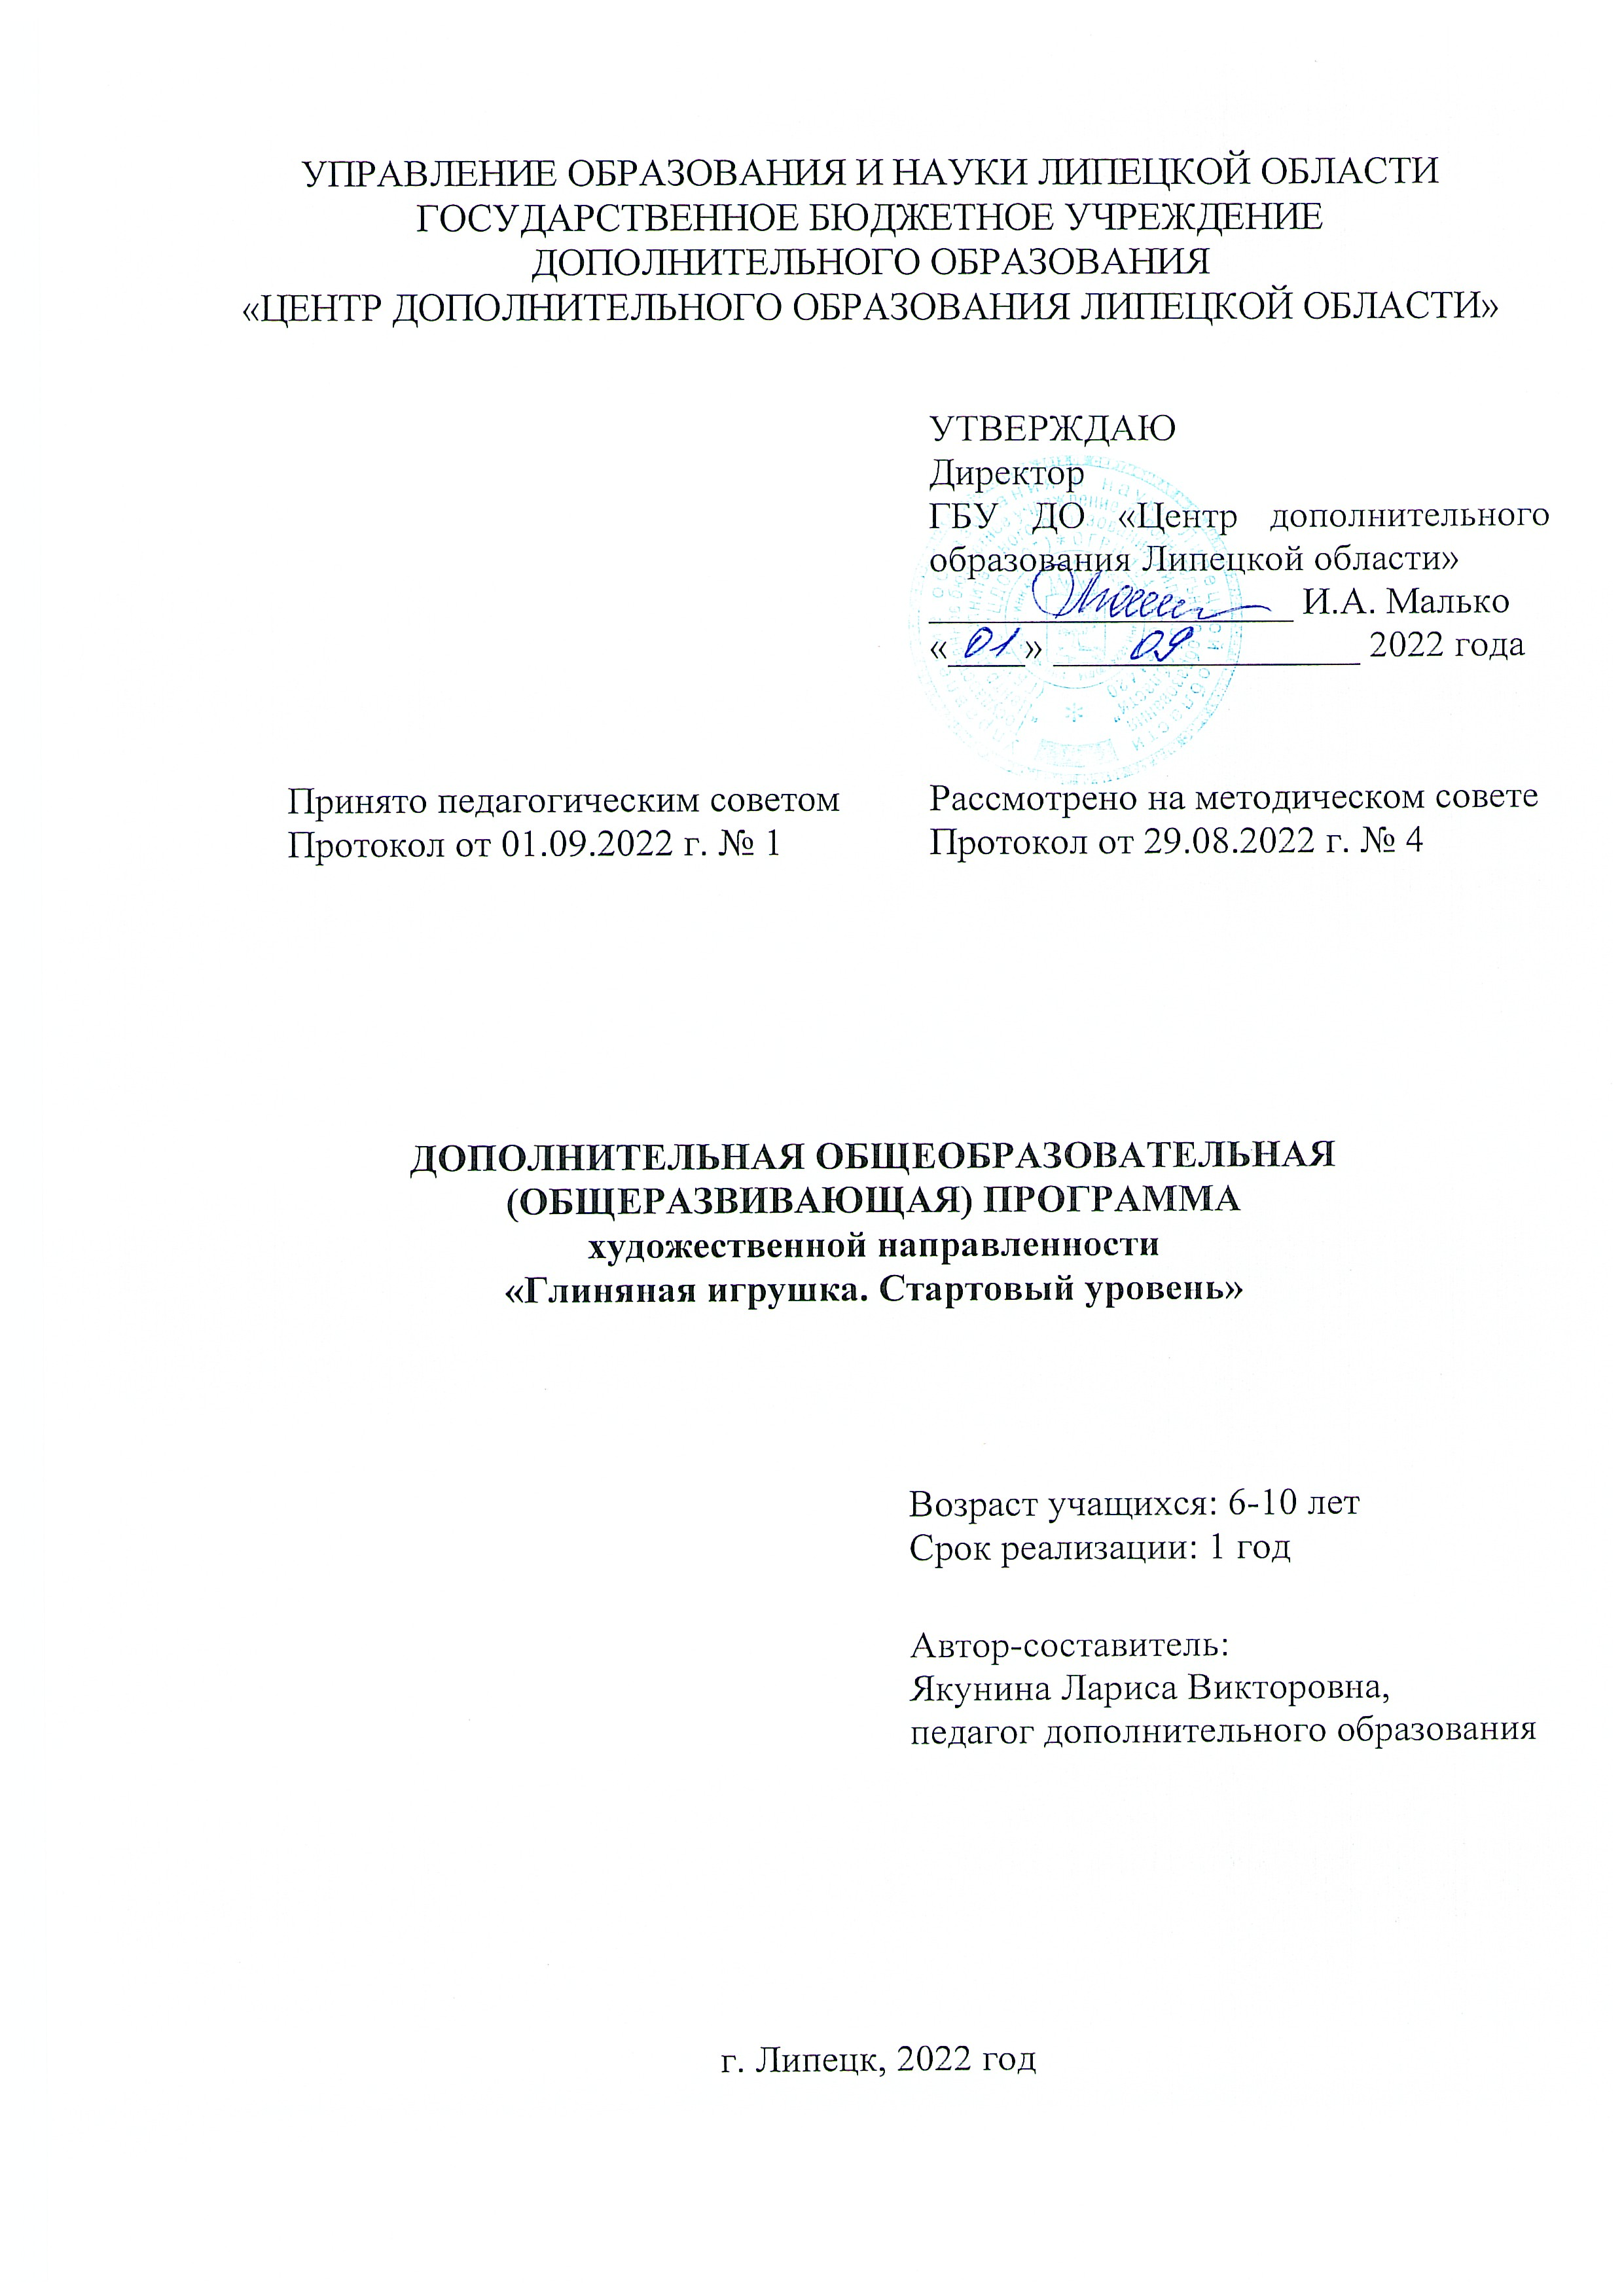 УПРАВЛЕНИЕ ОБРАЗОВАНИЯ И НАУКИ ЛИПЕЦКОЙ ОБЛАСТИ
ГОСУДАРСТВЕННОЕ БЮДЖЕТНОЕ УЧРЕЖДЕНИЕ
ДОПОЛНИТЕЛЬНОГО ОБРАЗОВАНИЯ
«ЦЕНТР ДОПОЛНИТЕЛЬНОГО ОБРАЗОВАНИЯ ЛИПЕЦКОЙ ОБЛАСТИ»
УТВЕРЖДАЮ
Директор
ГБУ ДО «Центр дополнительного
образования Липецкой области»
И.А. Малько
«01» 09 2022 года
Принято педагогическим советом
Протокол от 01.09.2022 г. № 1
Рассмотрено на методическом совете
Протокол от 29.08.2022 г. № 4
ДОПОЛНИТЕЛЬНАЯ ОБЩЕОБРАЗОВАТЕЛЬНАЯ
(ОБЩЕРАЗВИВАЮЩАЯ) ПРОГРАММА
художественной направленности
«Глиняная игрушка. Стартовый уровень»
Возраст учащихся: 6-10 лет
Срок реализации: 1 год
Автор-составитель:
Якунина Лариса Викторовна,
педагог дополнительного образования
г. Липецк, 2022 год